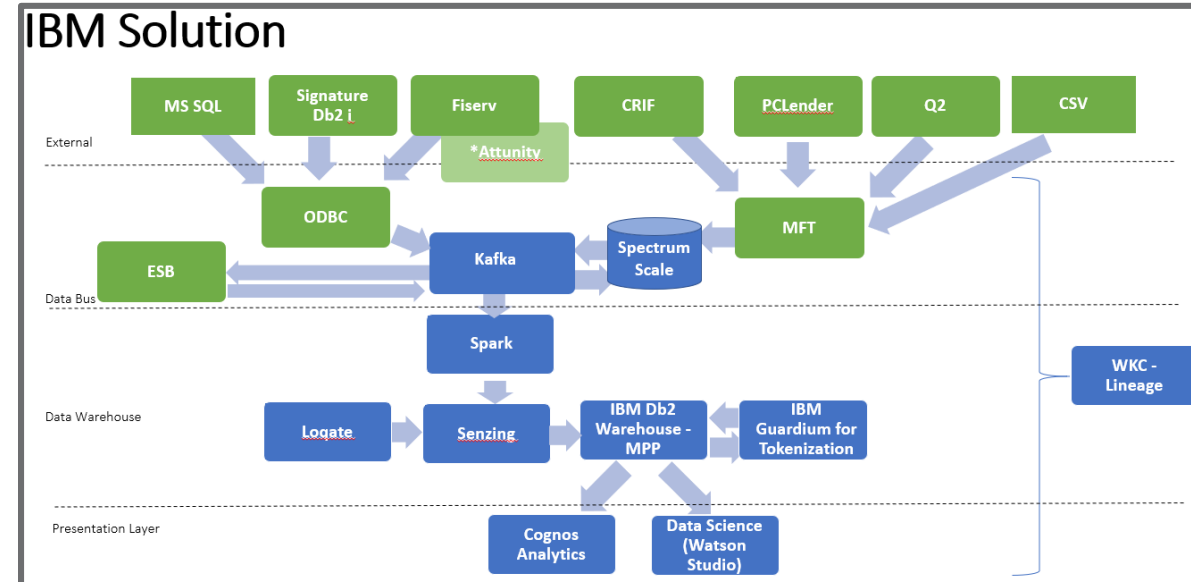 IBM Solution
MS SQL
Signature
Db2 i
Fiserv
CRIF
PCLender
Q2
CSV
External
*Attunity
ODBC
MFT
Kafka
Spectrum
Scale
ESB
Data Bus
Spark
WKC -
Lineage
Data Warehouse
Loqate
Senzing
IBM Db2
Warehouse -
MPP
IBM
Guardium for
Tokenization
Presentation Layer
Cognos
Analytics
Data Science
(Watson
Studio)